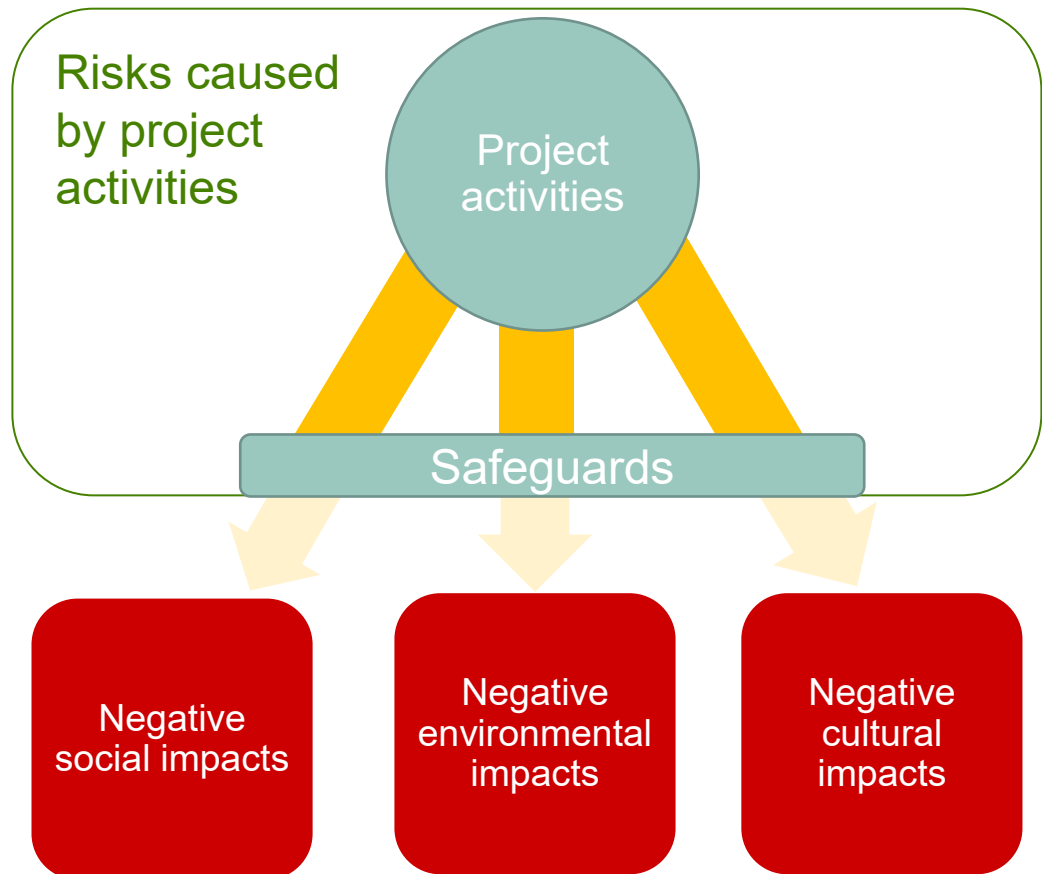 Risks caused
by project
activities
Project
activities
Safeguards
Negative
social impacts
Negative
environmental
impacts
Negative
cultural
impacts